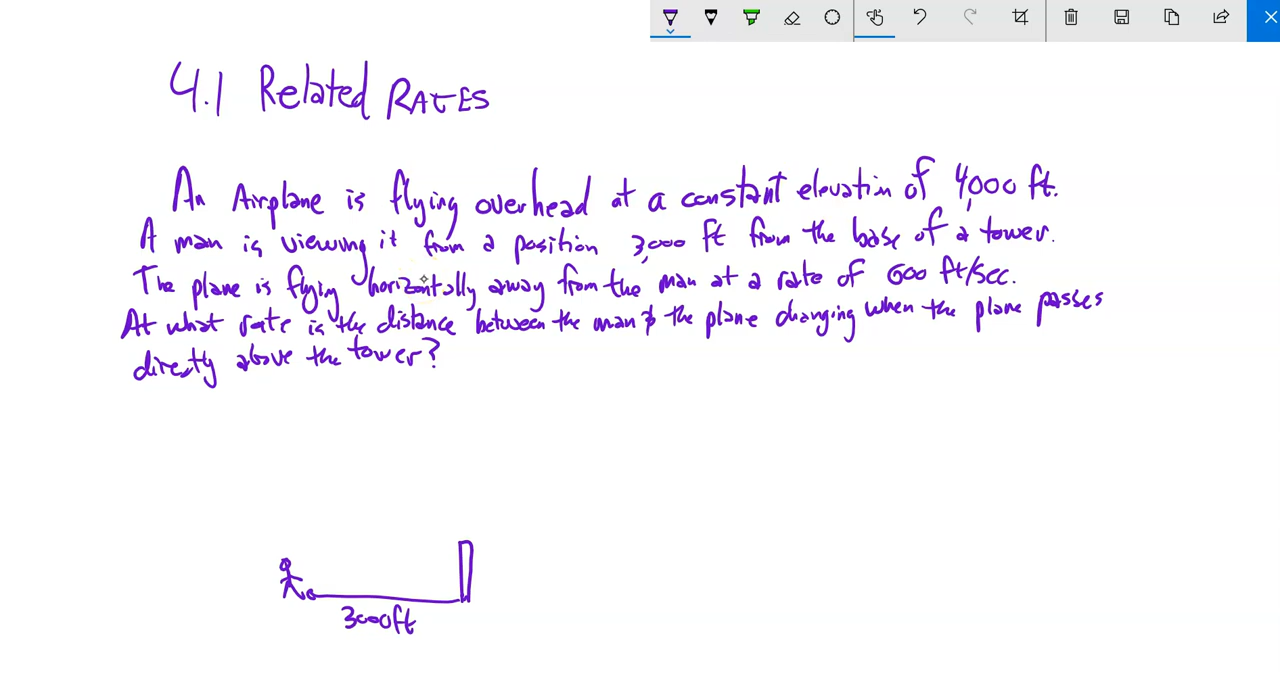 4.1 Related RATES
An Airplane is flying overhead at a constant elevation of 4,000 ft.
A man is viewing it from a position 3,000 ft from the base of a tower.
The plane is flying horizontally away from the man at a rate of 600 ft/sec.
At what rate is the distance between the man & the plane changing when the plane passes
directly above the tower?
3000ft